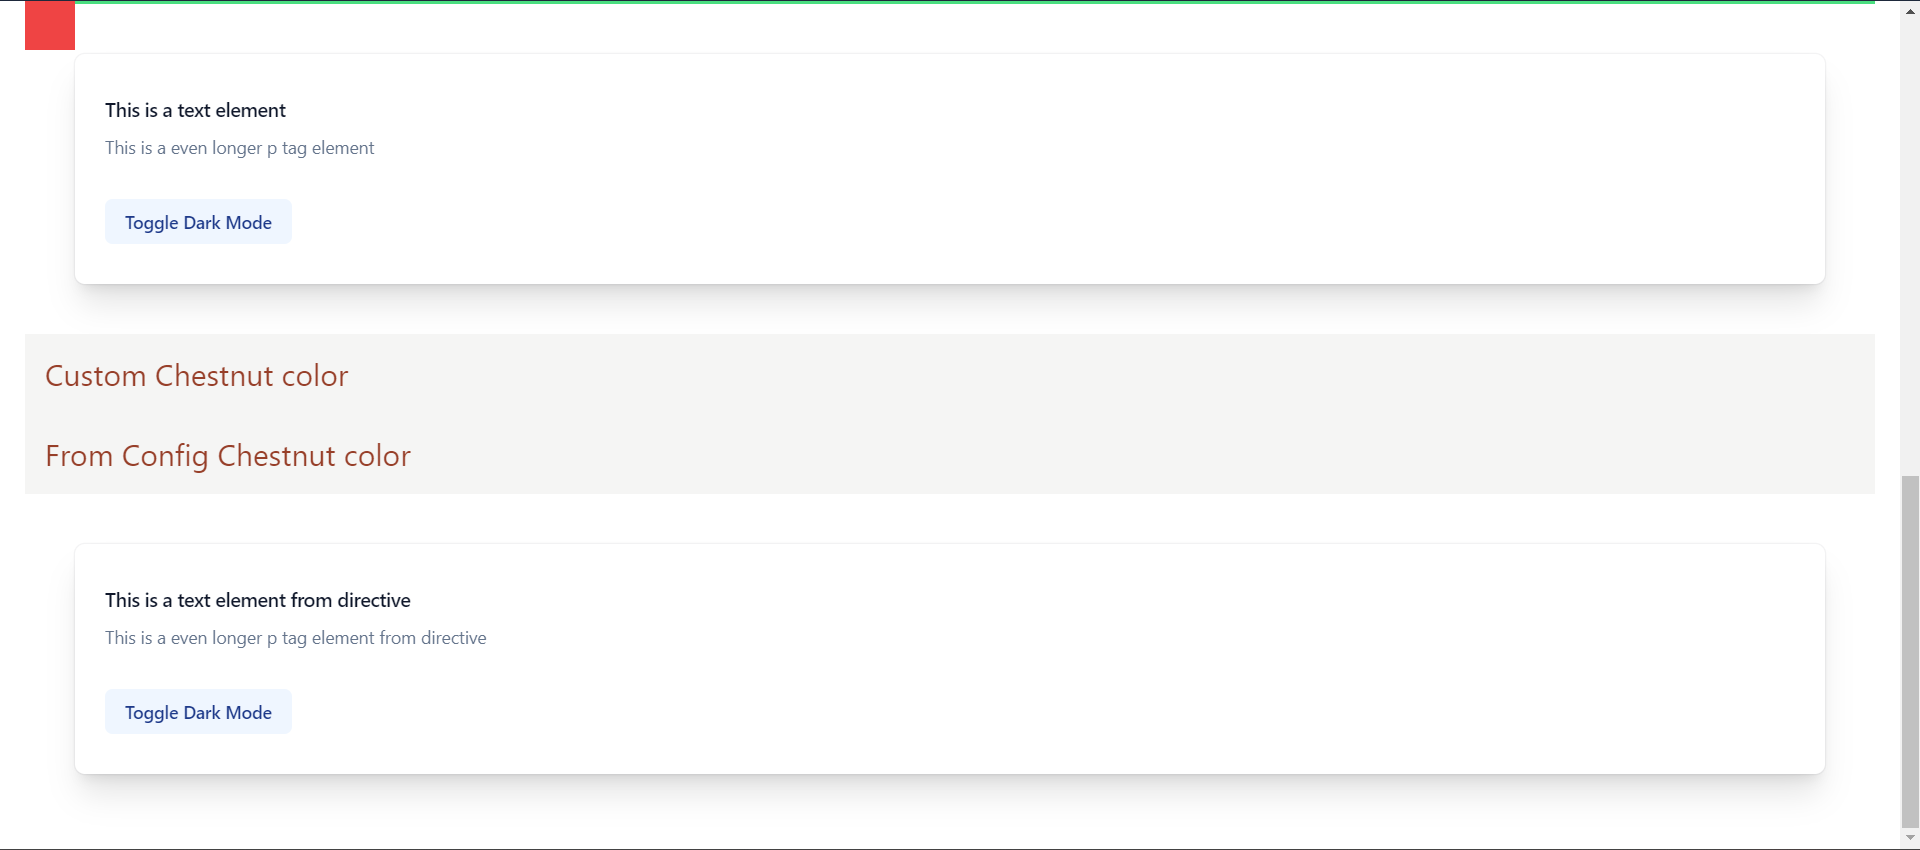 This is a text element
This is a even longer p tag element
Toggle Dark Mode
Custom Chestnut color
From Config Chestnut color
This is a text element from directive
This is a even longer p tag element from directive
Toggle Dark Mode